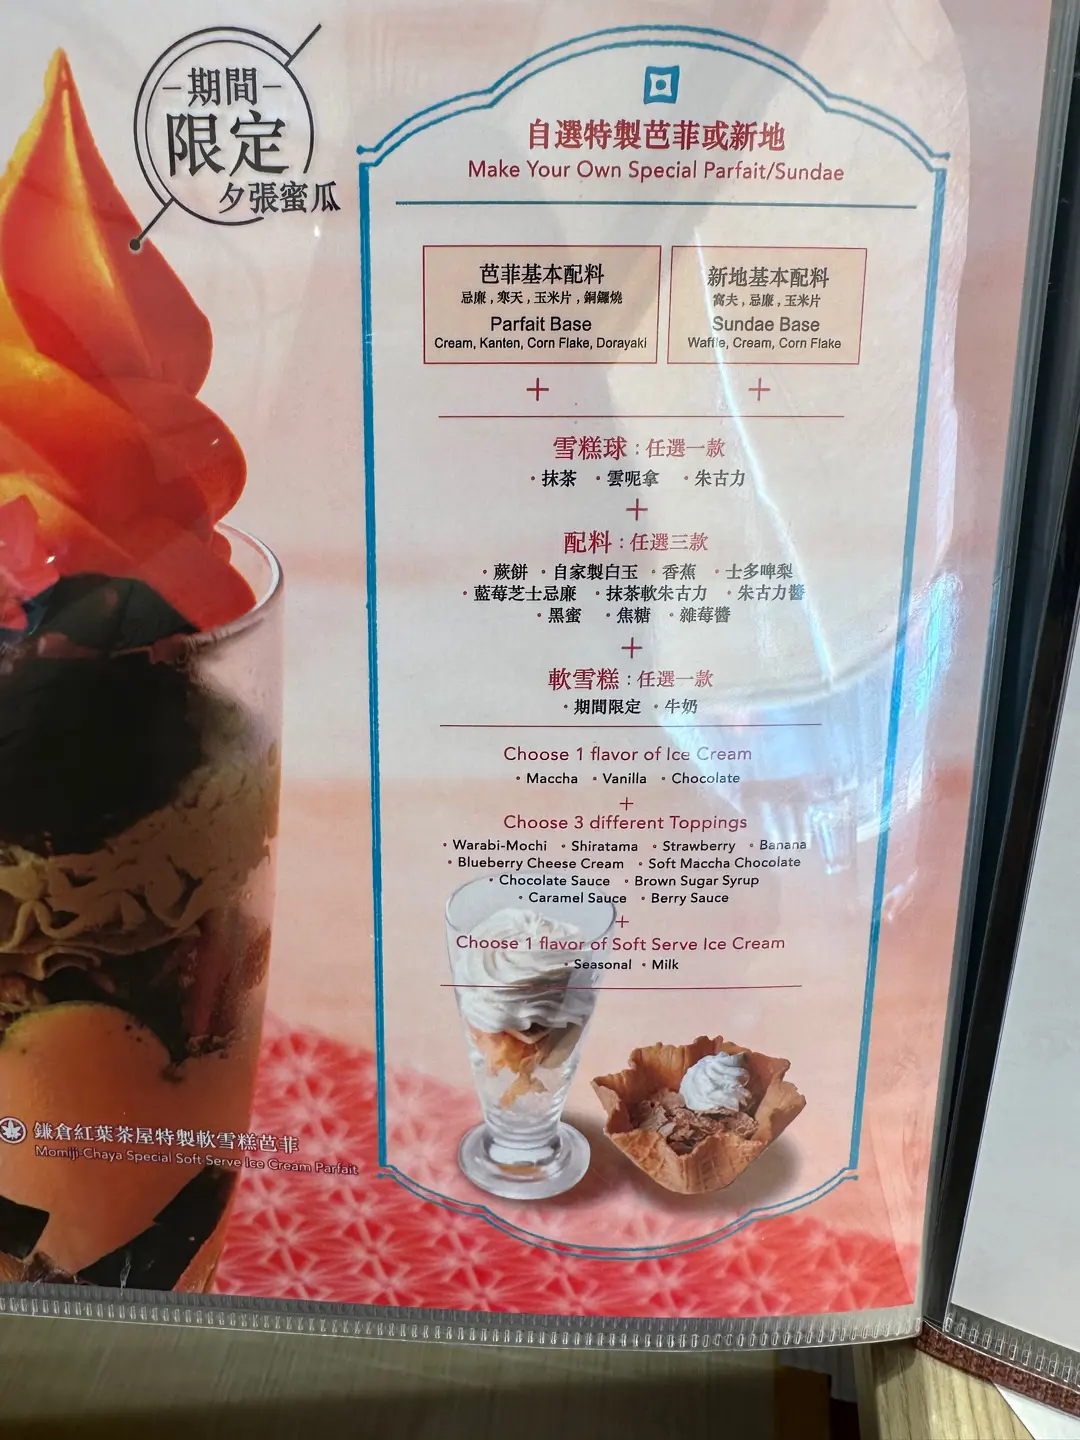 期間
限定
夕張蜜瓜
自選特製芭菲或新地
Make Your Own Special Parfait/Sundae
芭菲基本配料
忌廉，寒天，玉米片，銅鑼燒
Parfait Base
Cream, Kanten, Corn Flake, Dorayaki
新地基本配料
窩夫，忌廉，玉米片
Sundae Base
Waffle, Cream, Corn Flake
+ +
雪糕球：任選一款
・抹茶 ・雲呢拿 ・朱古力
+
配料：任選三款
・蕨餅 ・自家製白玉 ・香蕉 ・士多啤梨
・藍莓芝士忌廉 ・抹茶軟朱古力 ・朱古力醬
・黑蜜 ・焦糖 ・雜莓醬
+
軟雪糕：任選一款
・期間限定 ・牛奶
Choose 1 flavor of Ice Cream
• Maccha • Vanilla • Chocolate
+
Choose 3 different Toppings
• Warabi-Mochi • Shiratama • Strawberry • Banana
• Blueberry Cheese Cream • Soft Maccha Chocolate
• Chocolate Sauce • Brown Sugar Syrup
• Caramel Sauce • Berry Sauce
+
Choose 1 flavor of Soft Serve Ice Cream
• Seasonal • Milk
鎌倉紅葉茶屋特製軟雪糕芭菲
Momiji-Chaya Special Soft Serve Ice Cream Parfait